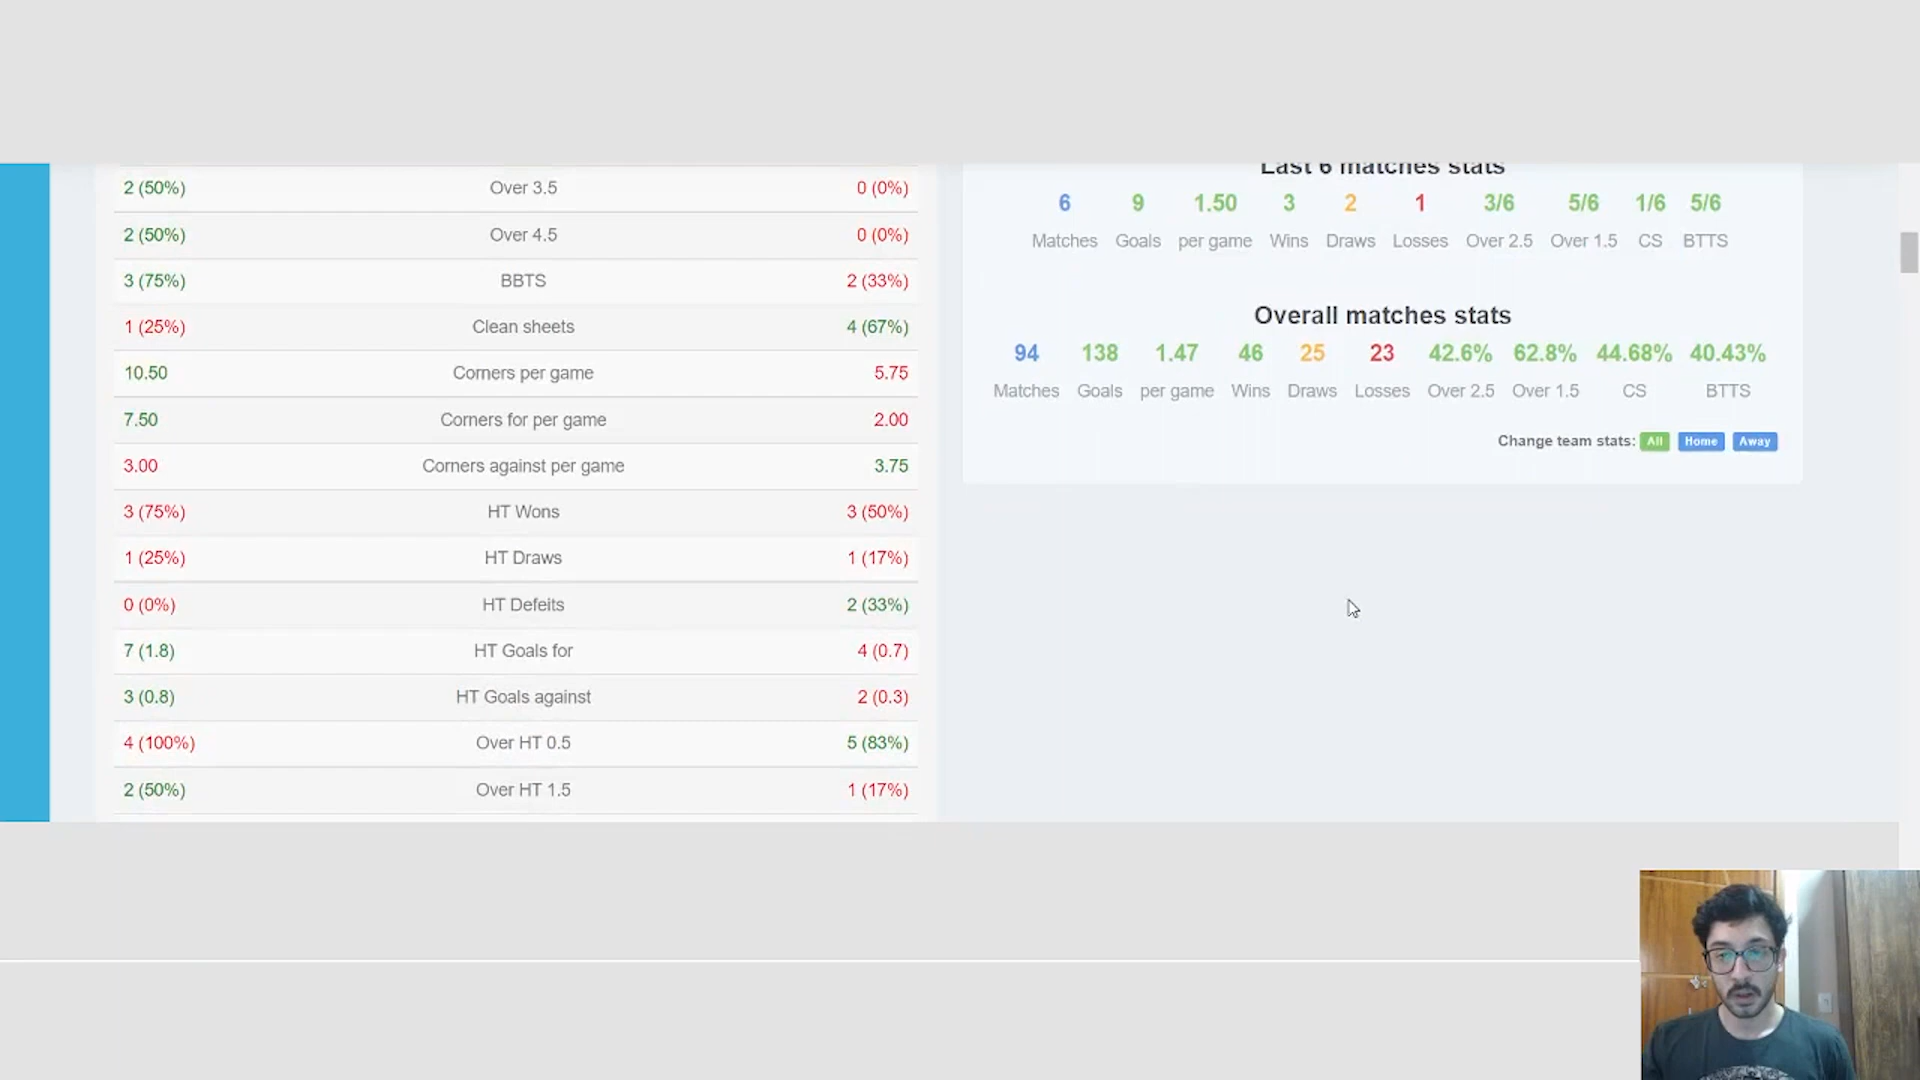 2 (50%) Over 3.5 0 (0%)
2 (50%) Over 4.5 0 (0%)
3 (75%) BBTS 2 (33%)
1 (25%) Clean sheets 4 (67%)
10.50 Corners per game 5.75
7.50 Corners for per game 2.00
3.00 Corners against per game 3.75
3 (75%) HT Wons 3 (50%)
1 (25%) HT Draws 1 (17%)
0 (0%) HT Defeits 2 (33%)
7 (1.8) HT Goals for 4 (0.7)
3 (0.8) HT Goals against 2 (0.3)
4 (100%) Over HT 0.5 5 (83%)
2 (50%) Over HT 1.5 1 (17%)
Last 6 matches stats
6 9 1.50 3 2 1 3/6 5/6 1/6 5/6
Matches Goals per game Wins Draws Losses Over 2.5 Over 1.5 CS BTTS
Overall matches stats
94 138 1.47 46 25 23 42.6% 62.8% 44.68% 40.43%
Matches Goals per game Wins Draws Losses Over 2.5 Over 1.5 CS BTTS
Change team stats: All Home Away